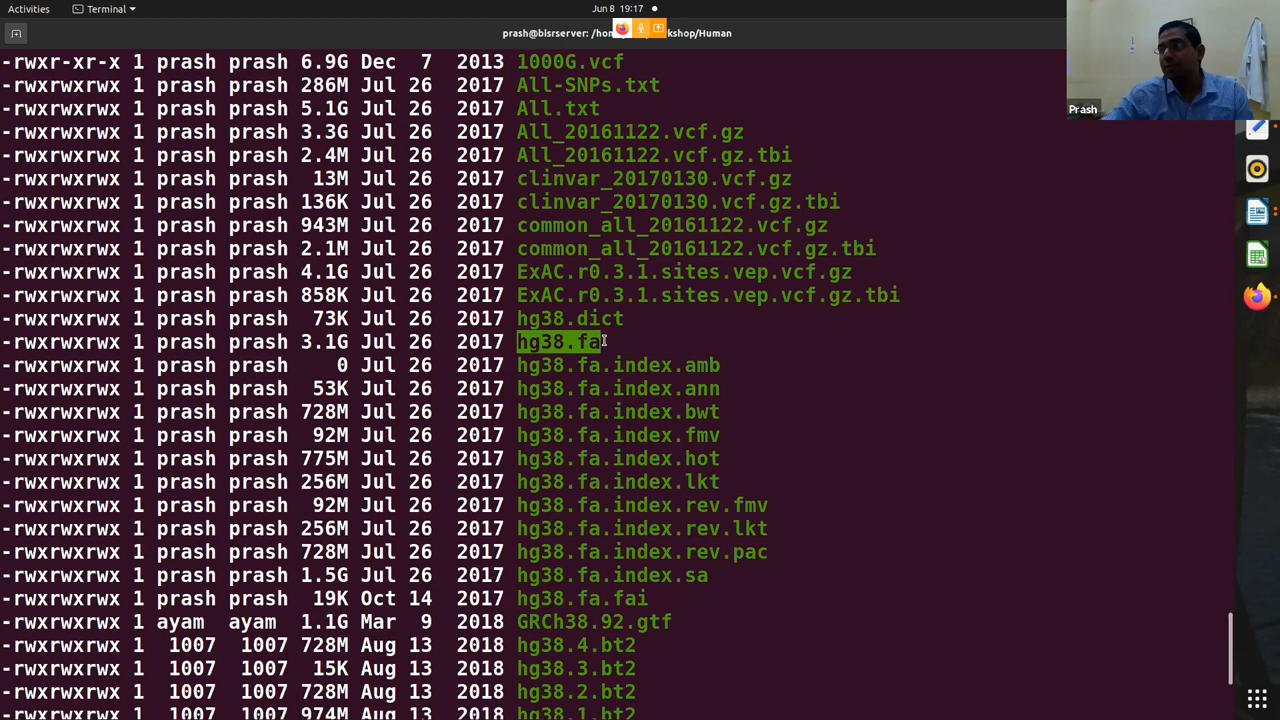 Activities
Terminal
Jun 8 19:17
prash@bisrserver: /hom
kshop/Human
Prash
-rwxr-xr-x 1 prash prash 6.9G Dec 7 2013 1000G.vcf
-rwxrwxrwx 1 prash prash 286M Jul 26 2017 All-SNPs.txt
-rwxrwxrwx 1 prash prash 5.1G Jul 26 2017 All.txt
-rwxrwxrwx 1 prash prash 3.3G Jul 26 2017 All_20161122.vcf.gz
-rwxrwxrwx 1 prash prash 2.4M Jul 26 2017 All_20161122.vcf.gz.tbi
-rwxrwxrwx 1 prash prash 13M Jul 26 2017 clinvar_20170130.vcf.gz
-rwxrwxrwx 1 prash prash 136K Jul 26 2017 clinvar_20170130.vcf.gz.tbi
-rwxrwxrwx 1 prash prash 943M Jul 26 2017 common_all_20161122.vcf.gz
-rwxrwxrwx 1 prash prash 2.1M Jul 26 2017 common_all_20161122.vcf.gz.tbi
-rwxrwxrwx 1 prash prash 4.1G Jul 26 2017 ExAC.r0.3.1.sites.vep.vcf.gz
-rwxrwxrwx 1 prash prash 858K Jul 26 2017 ExAC.r0.3.1.sites.vep.vcf.gz.tbi
-rwxrwxrwx 1 prash prash 73K Jul 26 2017 hg38.dict
-rwxrwxrwx 1 prash prash 3.1G Jul 26 2017 hg38.fa
-rwxrwxrwx 1 prash prash 0 Jul 26 2017 hg38.fa.index.amb
-rwxrwxrwx 1 prash prash 53K Jul 26 2017 hg38.fa.index.ann
-rwxrwxrwx 1 prash prash 728M Jul 26 2017 hg38.fa.index.bwt
-rwxrwxrwx 1 prash prash 92M Jul 26 2017 hg38.fa.index.fmv
-rwxrwxrwx 1 prash prash 775M Jul 26 2017 hg38.fa.index.hot
-rwxrwxrwx 1 prash prash 256M Jul 26 2017 hg38.fa.index.lkt
-rwxrwxrwx 1 prash prash 92M Jul 26 2017 hg38.fa.index.rev.fmv
-rwxrwxrwx 1 prash prash 256M Jul 26 2017 hg38.fa.index.rev.lkt
-rwxrwxrwx 1 prash prash 728M Jul 26 2017 hg38.fa.index.rev.pac
-rwxrwxrwx 1 prash prash 1.5G Jul 26 2017 hg38.fa.index.sa
-rwxrwxrwx 1 prash prash 19K Oct 14 2017 hg38.fa.fai
-rwxrwxrwx 1 ayam ayam 1.1G Mar 9 2018 GRCh38.92.gtf
-rwxrwxrwx 1 1007 1007 728M Aug 13 2018 hg38.4.bt2
-rwxrwxrwx 1 1007 1007 15K Aug 13 2018 hg38.3.bt2
-rwxrwxrwx 1 1007 1007 728M Aug 13 2018 hg38.2.bt2
-rwxrwxrwx 1 1007 1007 974M Aug 13 2018 hg38.1.bt2